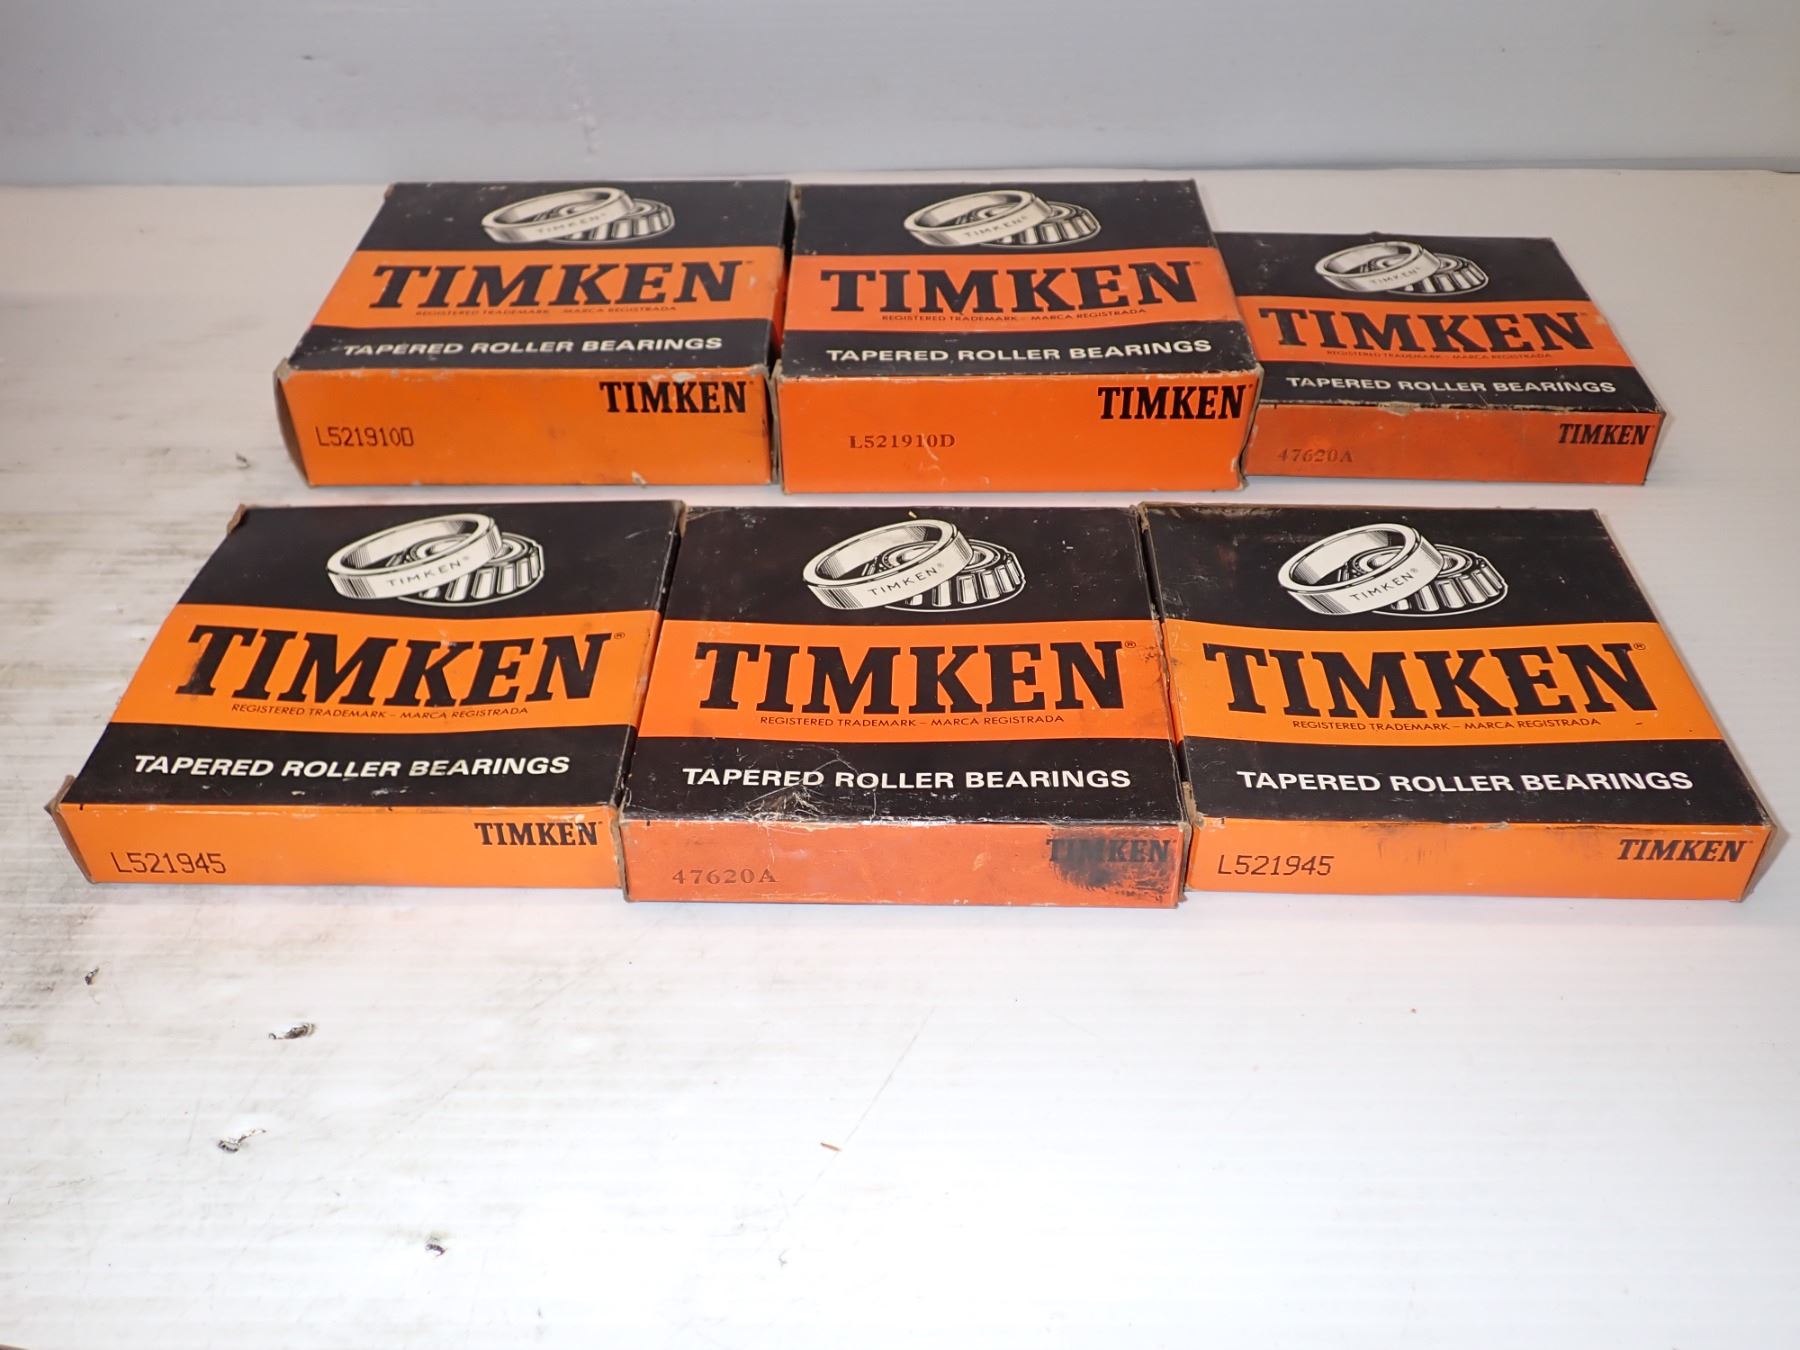 TIMKEN®
TIMKEN
REGISTERED TRADEMARK – MARCA REGISTRADA
TAPERED ROLLER BEARINGS
TIMKEN
L521910D
TIMKEN®
TIMKEN
REGISTERED TRADEMARK – MARCA REGISTRADA
TAPERED ROLLER BEARINGS
TIMKEN
L521910D
TIMKEN
TIMKEN
REGISTERED TRADEMARK – MARCA REGISTRADA
TAPERED ROLLER BEARINGS
TIMKEN
47620A
TIMKEN®
TIMKEN®
REGISTERED TRADEMARK – MARCA REGISTRADA
TAPERED ROLLER BEARINGS
TIMKEN
L521945
TIMKEN®
TIMKEN®
REGISTERED TRADEMARK – MARCA REGISTRADA
TAPERED ROLLER BEARINGS
TIMKEN
47620A
TIMKEN®
TIMKEN®
REGISTERED TRADEMARK – MARCA REGISTRADA
TAPERED ROLLER BEARINGS
TIMKEN
L521945